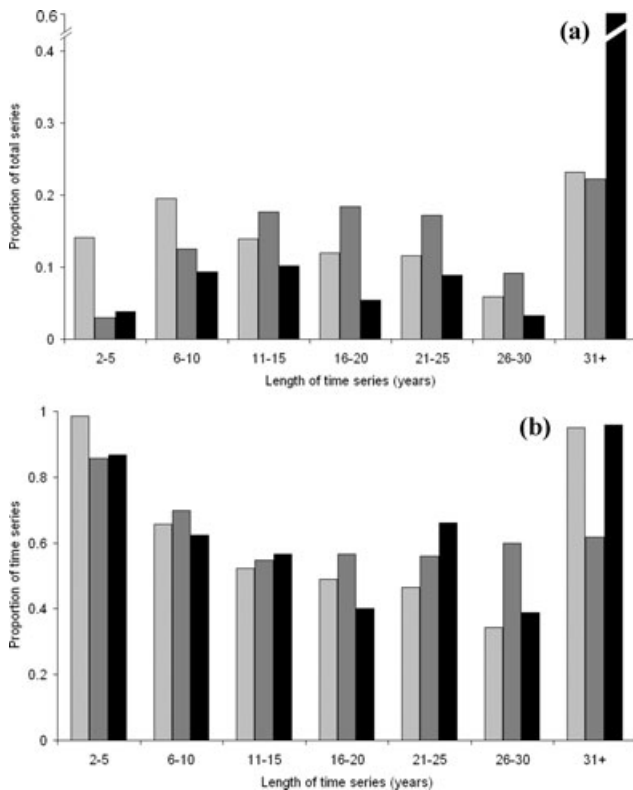 0.6
(a)
0.4
0.3
0.2
0.1
0
Proportion of total series
2-5 6-10 11-15 16-20 21-25 26-30 31+
Length of time series (years)
1
(b)
0.8
0.6
0.4
0.2
0
Proportion of time series
2-5 6-10 11-15 16-20 21-25 26-30 31+
Length of time series (years)